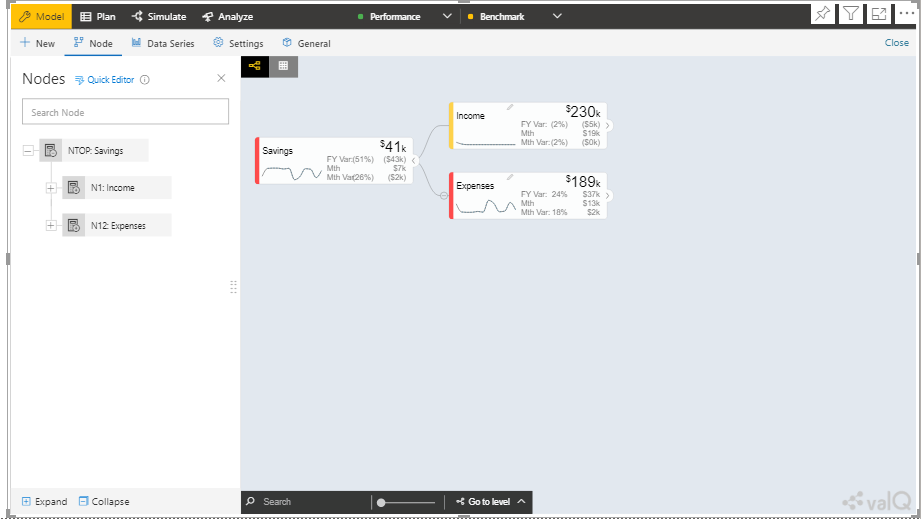 Model Plan Simulate Analyze Performance Benchmark
New Node Data Series Settings General Close
Nodes Quick Editor
Search Node
NTOP: Savings
N1: Income
N12: Expenses
Savings $41k
FY Var:(51%) ($43k)
Mth $7k
Mth Var(26%) ($2k)
Income $230k
FY Var: (2%) ($5k)
Mth $19k
Mth Var:(2%) ($0k)
Expenses $189k
FY Var: 24% $37k
Mth $13k
Mth Var: 18% $2k
Expand Collapse
Search Go to level
valQ